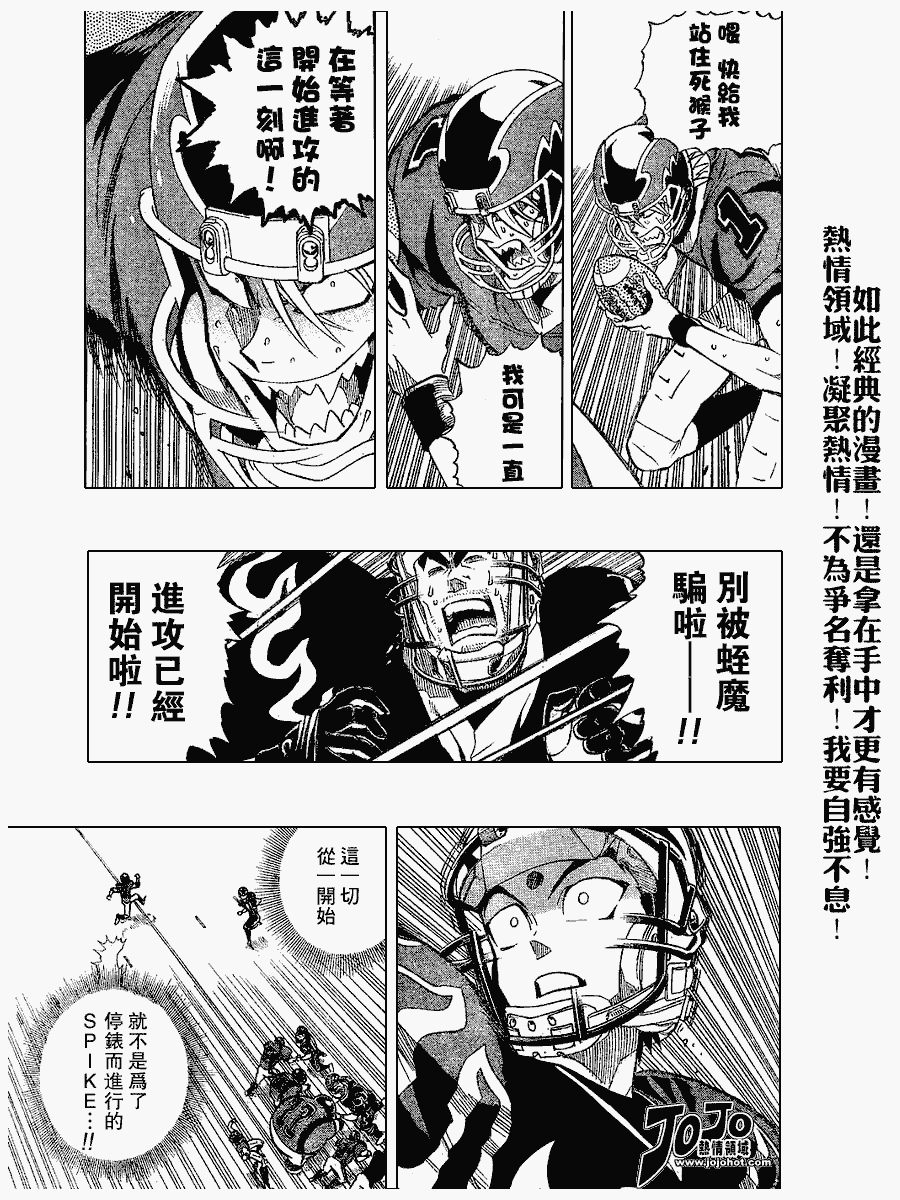 喂 快給我
站住死猴子
我可是一直
在等著
開始進攻的
這一刻啊！
別被蛭魔
騙啦——!!
進攻已經
開始啦!!
這一切
從一開始
就不是爲了
停錶而進行的
SPIKE…!!
如此經典的漫畫！還是拿在手中才更有感覺！
熱情領域！凝聚熱情！不為爭名奪利！我要自強不息！
1
JOJO
熱情領域
www.jojohot.com